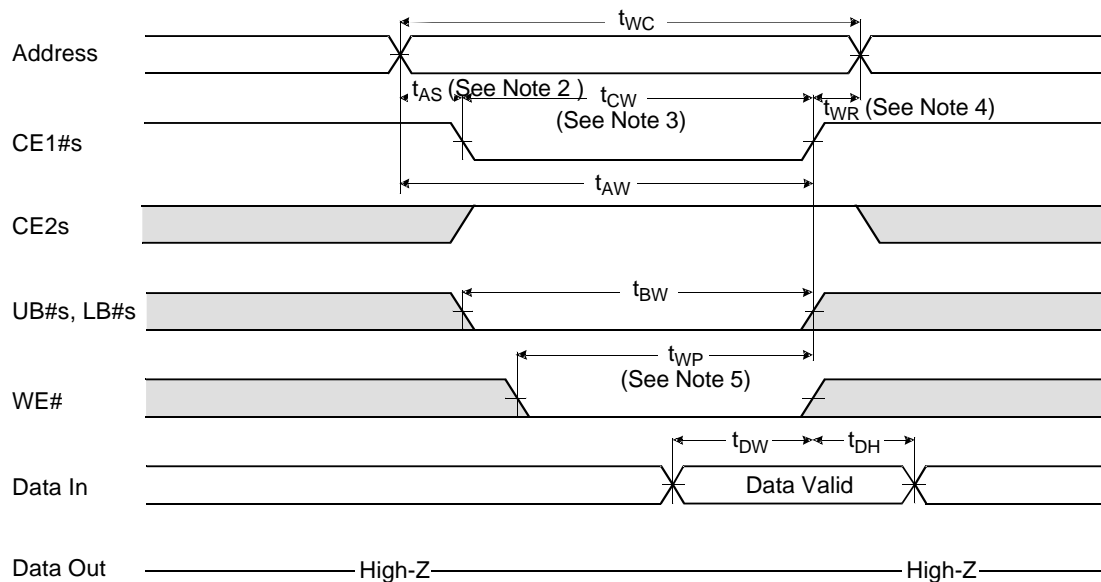 tWC
Address
tAS (See Note 2 )
tCW
(See Note 3)
tWR (See Note 4)
CE1#s
tAW
CE2s
tBW
UB#s, LB#s
tWP
(See Note 5)
WE#
tDW
tDH
Data In
Data Valid
Data Out
High-Z
High-Z